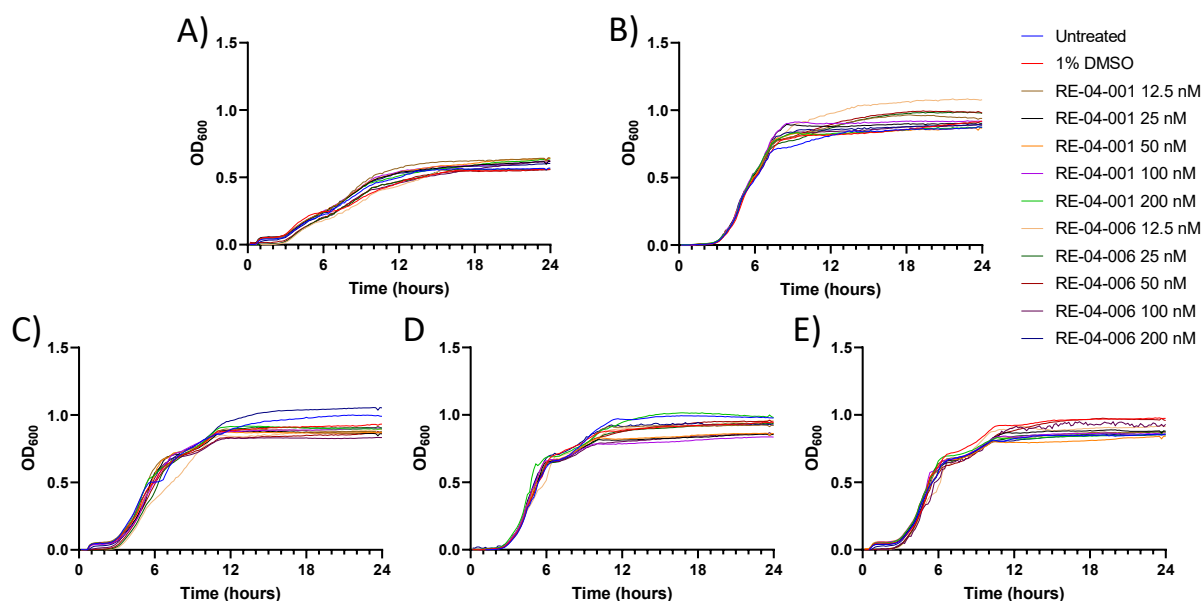 A)
1.5
1.0
0.5
0.0
OD600
0 6 12 18 24
Time (hours)
B)
1.5
1.0
0.5
0.0
OD600
0 6 12 18 24
Time (hours)
Untreated
1% DMSO
RE-04-001 12.5 nM
RE-04-001 25 nM
RE-04-001 50 nM
RE-04-001 100 nM
RE-04-001 200 nM
RE-04-006 12.5 nM
RE-04-006 25 nM
RE-04-006 50 nM
RE-04-006 100 nM
RE-04-006 200 nM
C)
1.5
1.0
0.5
0.0
OD600
0 6 12 18 24
Time (hours)
D
1.5
1.0
0.5
0.0
OD600
0 6 12 18 24
Time (hours)
E)
1.5
1.0
0.5
0.0
OD600
0 6 12 18 24
Time (hours)